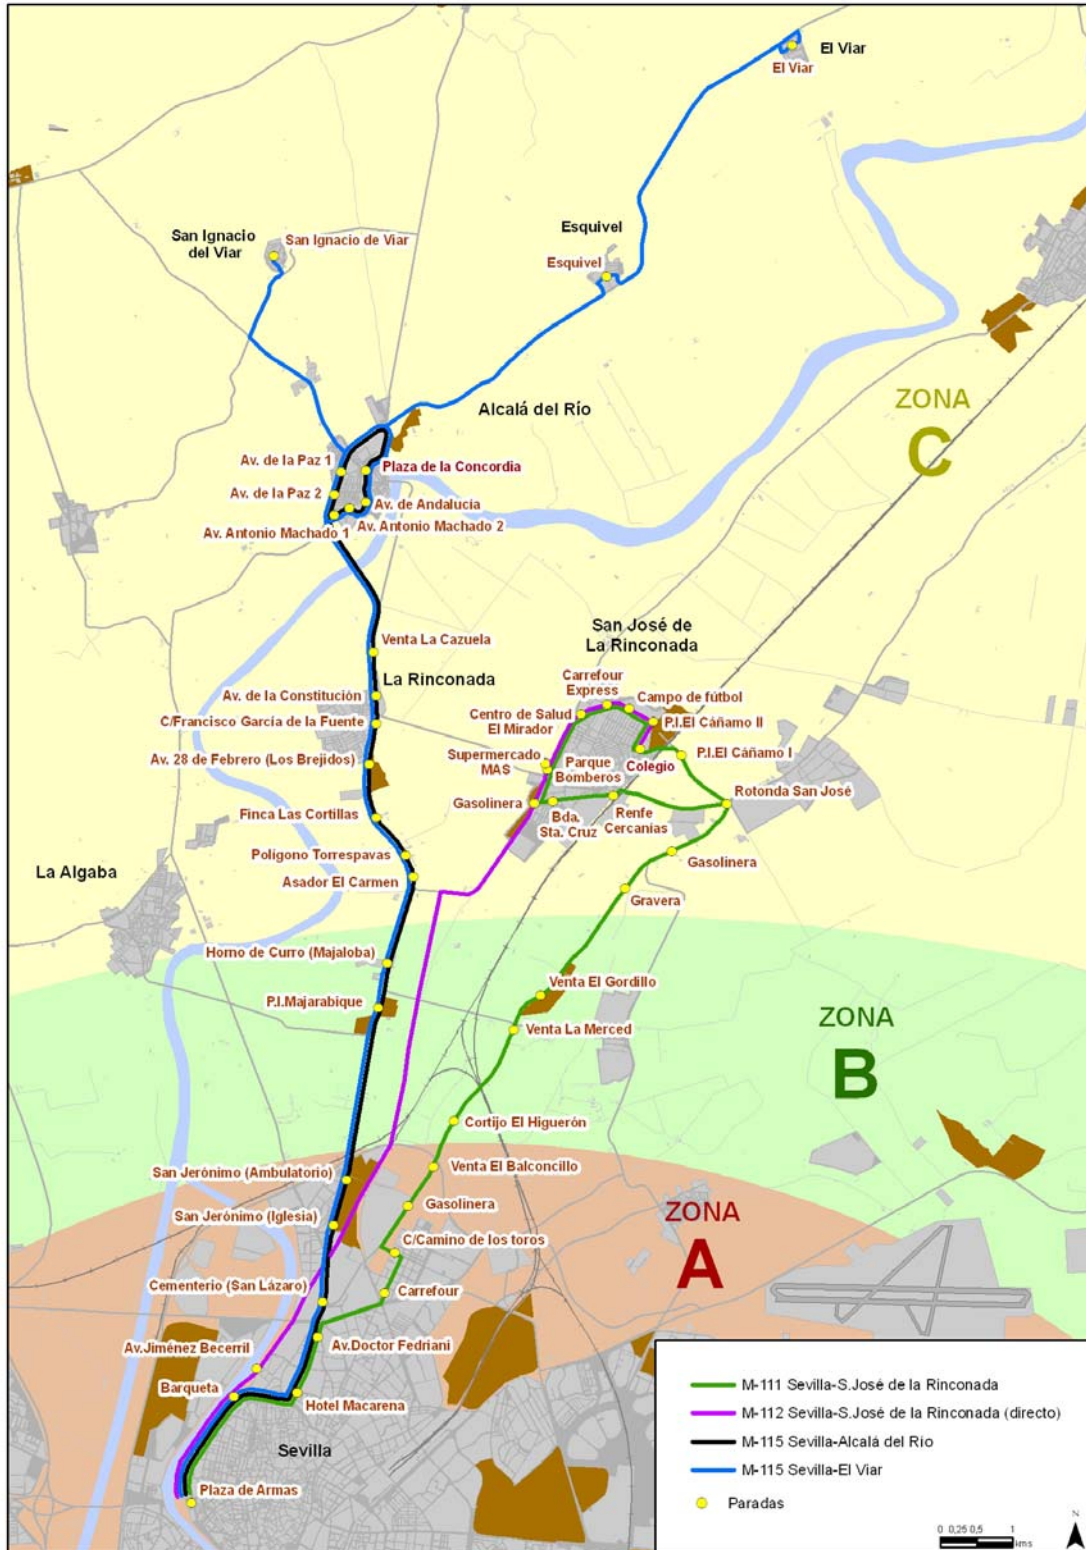 El Viar
El Viar
San Ignacio
del Viar
San Ignacio de Viar
Esquivel
Esquivel
ZONA
C
Alcalá del Río
Av. de la Paz 1
Plaza de la Concordia
Av. de la Paz 2
Av. de Andalucía
Av. Antonio Machado 1
Av. Antonio Machado 2
San José de
La Rinconada
Venta La Cazuela
La Rinconada
Carrefour
Express
Campo de fútbol
Av. de la Constitución
C/Francisco García de la Fuente
Centro de Salud
El Mirador
P.I.El Cáñamo II
P.I.El Cáñamo I
Av. 28 de Febrero (Los Brejidos)
Supermercado
MAS
Parque
Bomberos
Colegio
Gasolinera
Rotonda San José
Finca Las Cortillas
Bda.
Sta. Cruz
Renfe
Cercanías
Polígono Torrespavas
Gasolinera
La Algaba
Asador El Carmen
Gravera
Horno de Curro (Majaloba)
Venta El Gordillo
P.I.Majarabique
Venta La Merced
ZONA
B
Cortijo El Higuerón
San Jerónimo (Ambulatorio)
Venta El Balconcillo
Gasolinera
San Jerónimo (Iglesia)
ZONA
A
C/Camino de los toros
Cementerio (San Lázaro)
Carrefour
Av.Jiménez Becerril
Av.Doctor Fedriani
Barqueta
Hotel Macarena
Sevilla
Plaza de Armas
M-111 Sevilla-S.José de la Rinconada
M-112 Sevilla-S.José de la Rinconada (directo)
M-115 Sevilla-Alcalá del Río
M-115 Sevilla-El Viar
Paradas
0 0,25 0,5 1
kms
N